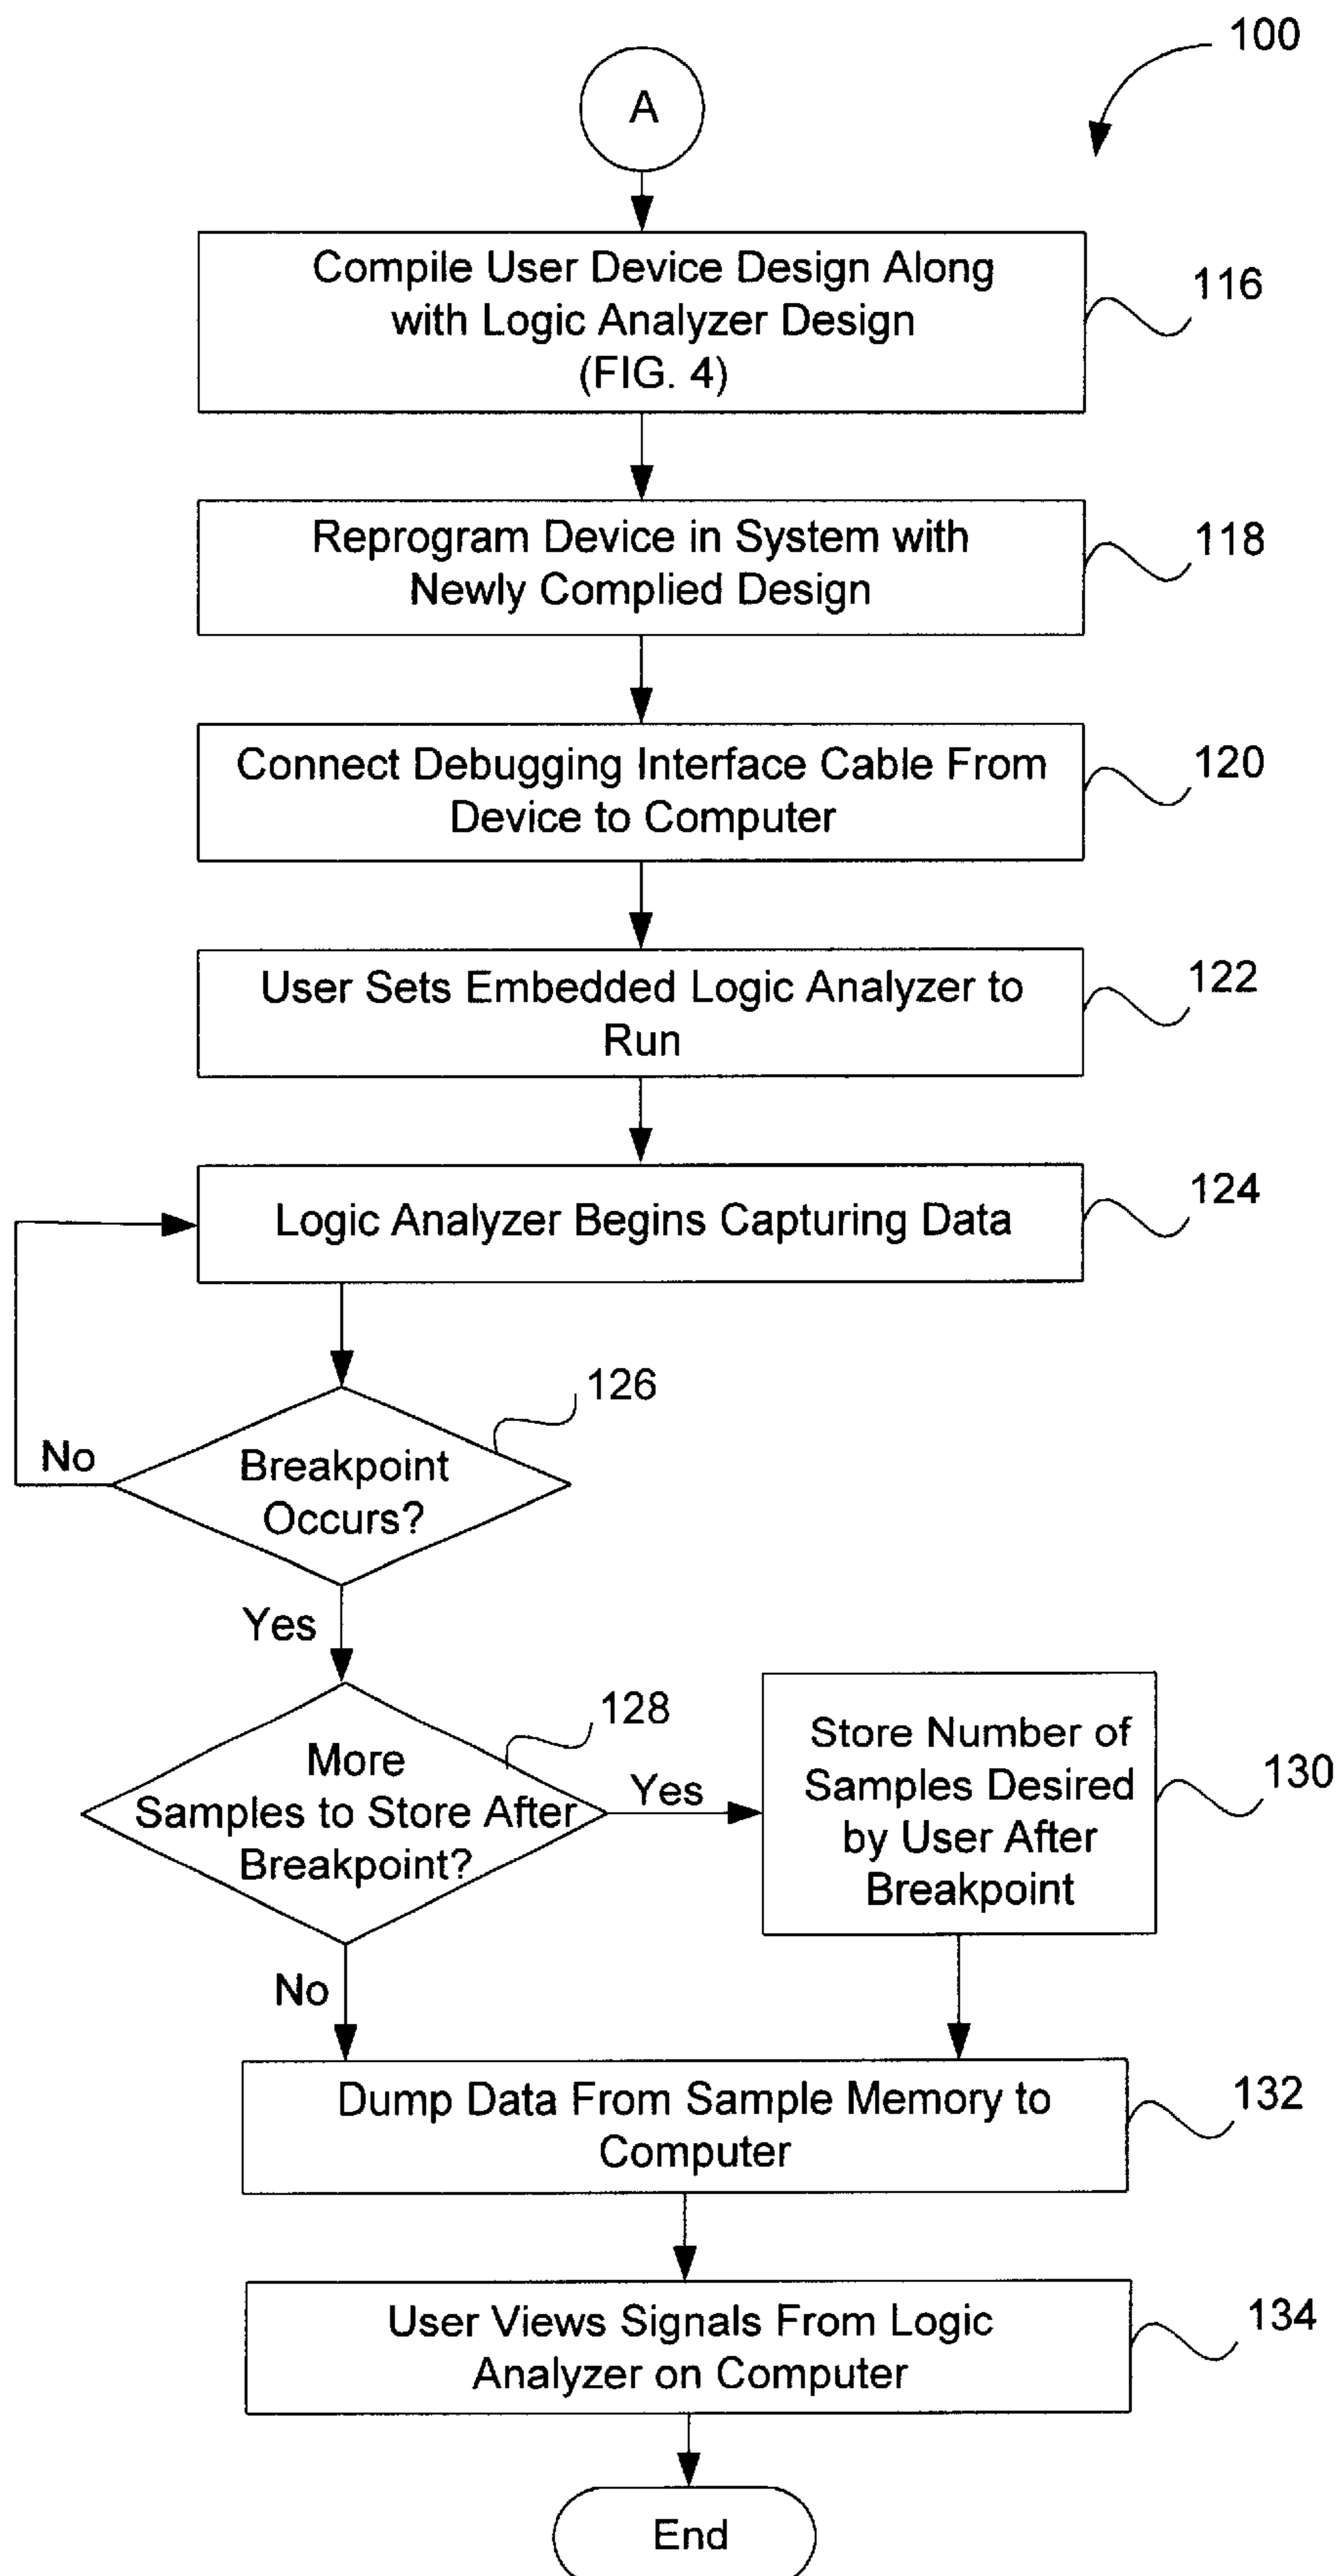 100
A
Compile User Device Design Along
with Logic Analyzer Design
(FIG. 4)
116
Reprogram Device in System with
Newly Complied Design
118
Connect Debugging Interface Cable From
Device to Computer
120
User Sets Embedded Logic Analyzer to
Run
122
Logic Analyzer Begins Capturing Data
124
126
Breakpoint
Occurs?
No
Yes
128
More
Samples to Store After
Breakpoint?
Yes
Store Number of
Samples Desired
by User After
Breakpoint
130
No
Dump Data From Sample Memory to
Computer
132
User Views Signals From Logic
Analyzer on Computer
134
End